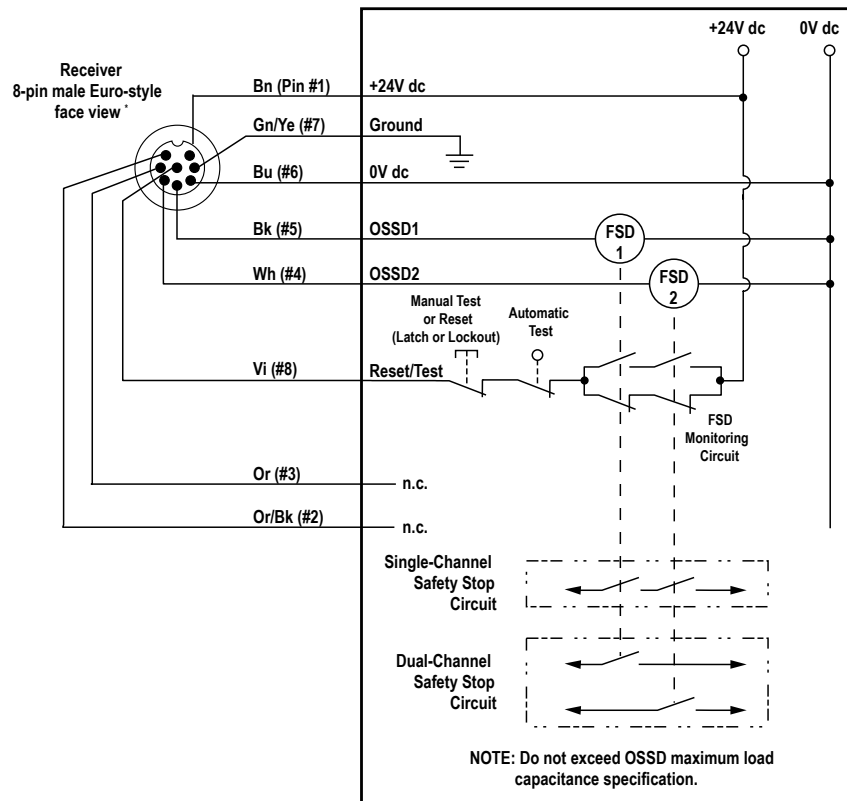 +24V dc
0V dc
Receiver
8-pin male Euro-style
face view *
Bn (Pin #1)
+24V dc
Gn/Ye (#7)
Ground
Bu (#6)
0V dc
Bk (#5)
OSSD1
FSD
1
Wh (#4)
OSSD2
FSD
2
Manual Test
or Reset
(Latch or Lockout)
Automatic
Test
Vi (#8)
Reset/Test
FSD
Monitoring
Circuit
Or (#3)
n.c.
Or/Bk (#2)
n.c.
Single-Channel
Safety Stop
Circuit
Dual-Channel
Safety Stop
Circuit
NOTE: Do not exceed OSSD maximum load
capacitance specification.